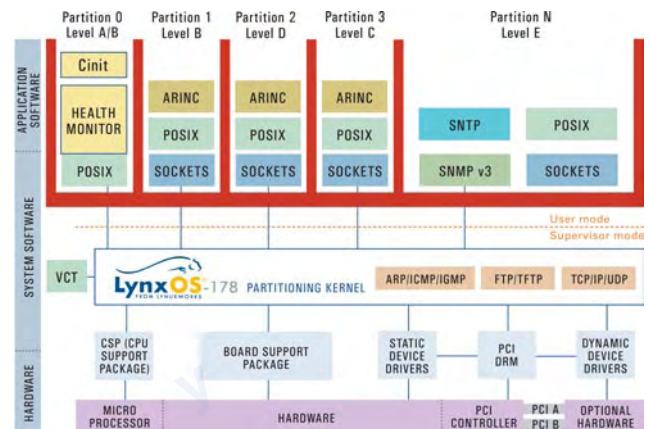 Partition 0
Level A/B
Partition 1
Level B
Partition 2
Level D
Partition 3
Level C
Partition N
Level E
APPLICATION
SOFTWARE
Cinit
HEALTH
MONITOR
POSIX
ARINC
POSIX
SOCKETS
ARINC
POSIX
SOCKETS
ARINC
POSIX
SOCKETS
SNTP
POSIX
SNMP v3
SOCKETS
User mode
Supervisor mode
SYSTEM SOFTWARE
VCT
LynxOS-178 PARTITIONING KERNEL
FROM LYNUXWORKS
ARP/ICMP/IGMP
FTP/TFTP
TCP/IP/UDP
CSP (CPU
SUPPORT
PACKAGE)
BOARD SUPPORT
PACKAGE
STATIC
DEVICE
DRIVERS
PCI
DRM
DYNAMIC
DEVICE
DRIVERS
HARDWARE
MICRO
PROCESSOR
HARDWARE
PCI
CONTROLLER
PCI A
PCI B
OPTIONAL
HARDWARE